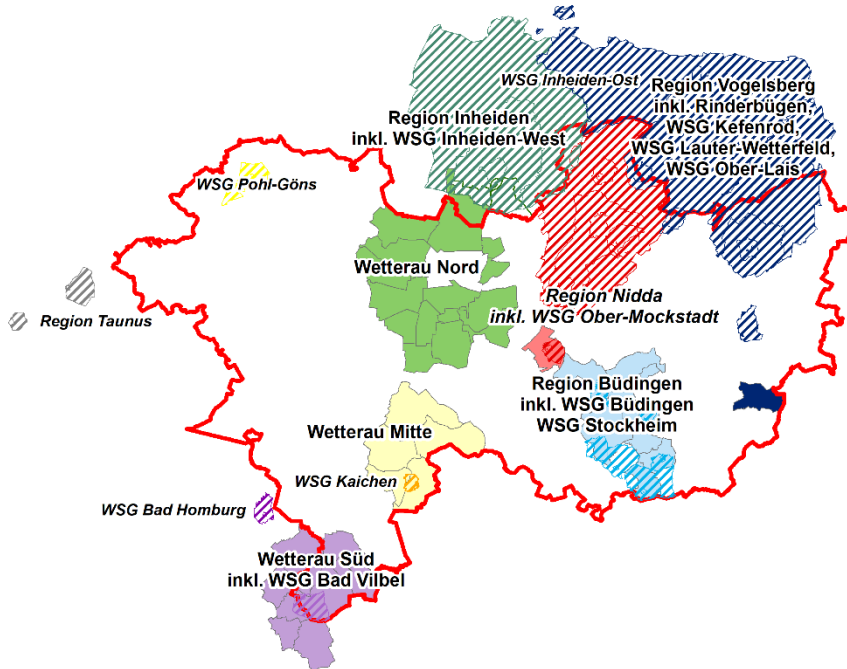 WSG Inheiden-Ost
Region Vogelsberg
inkl. Rinderbügen,
WSG Kefenrod,
WSG Lauter-Wetterfeld,
WSG Ober-Lais
Region Inheiden
inkl. WSG Inheiden-West
WSG Pohl-Göns
Wetterau Nord
Region Taunus
Region Nidda
inkl. WSG Ober-Mockstadt
Region Büdingen
inkl. WSG Büdingen
WSG Stockheim
Wetterau Mitte
WSG Kaichen
WSG Bad Homburg
Wetterau Süd
inkl. WSG Bad Vilbel